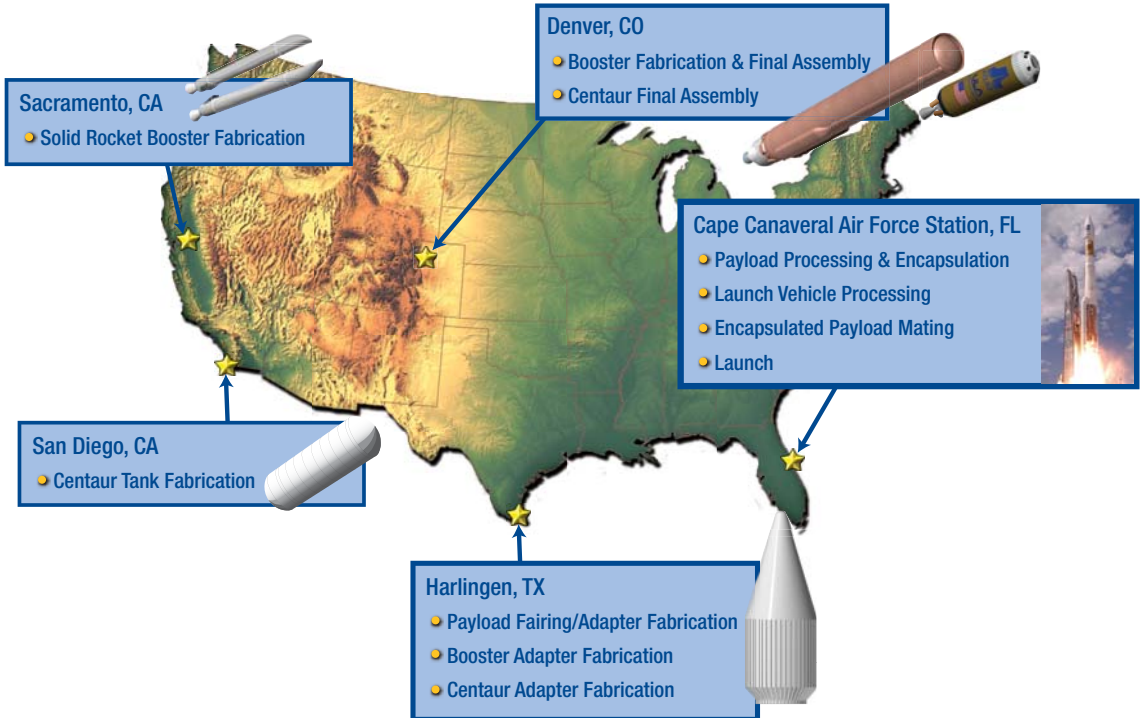 Denver, CO
Booster Fabrication & Final Assembly
Centaur Final Assembly
Sacramento, CA
Solid Rocket Booster Fabrication
Cape Canaveral Air Force Station, FL
Payload Processing & Encapsulation
Launch Vehicle Processing
Encapsulated Payload Mating
Launch
San Diego, CA
Centaur Tank Fabrication
Harlingen, TX
Payload Fairing/Adapter Fabrication
Booster Adapter Fabrication
Centaur Adapter Fabrication